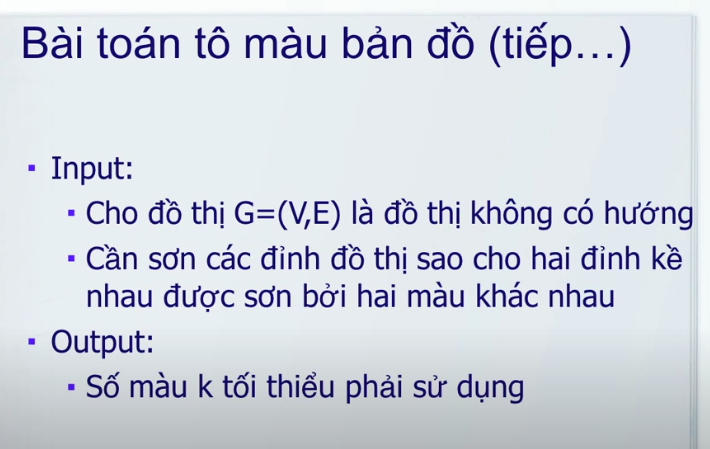 Bài toán tô màu bản đồ (tiếp…)
▪ Input:
▪ Cho đồ thị G=(V,E) là đồ thị không có hướng
▪ Cần sơn các đỉnh đồ thị sao cho hai đỉnh kề
nhau được sơn bởi hai màu khác nhau
▪ Output:
▪ Số màu k tối thiểu phải sử dụng